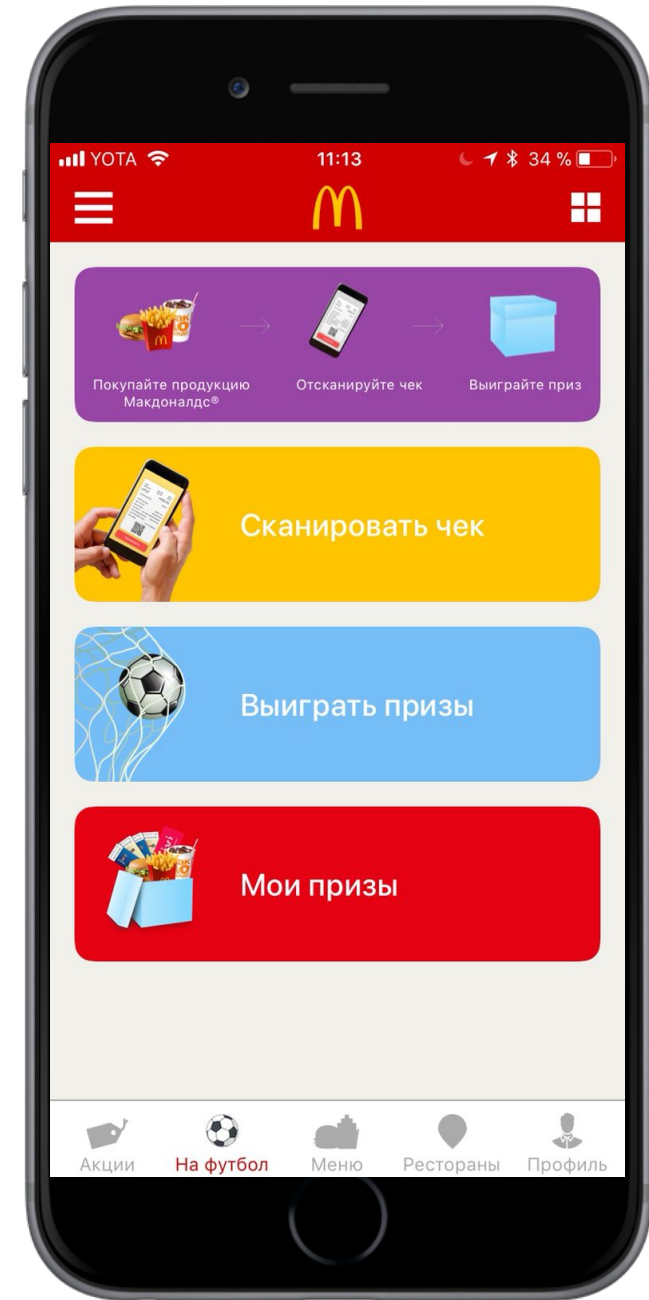 YOTA 11:13 34 %
Покупайте продукцию
Макдоналдс®
Отсканируйте чек
Выиграйте приз
Сканировать чек
Выиграть призы
Мои призы
Акции На футбол Меню Рестораны Профиль